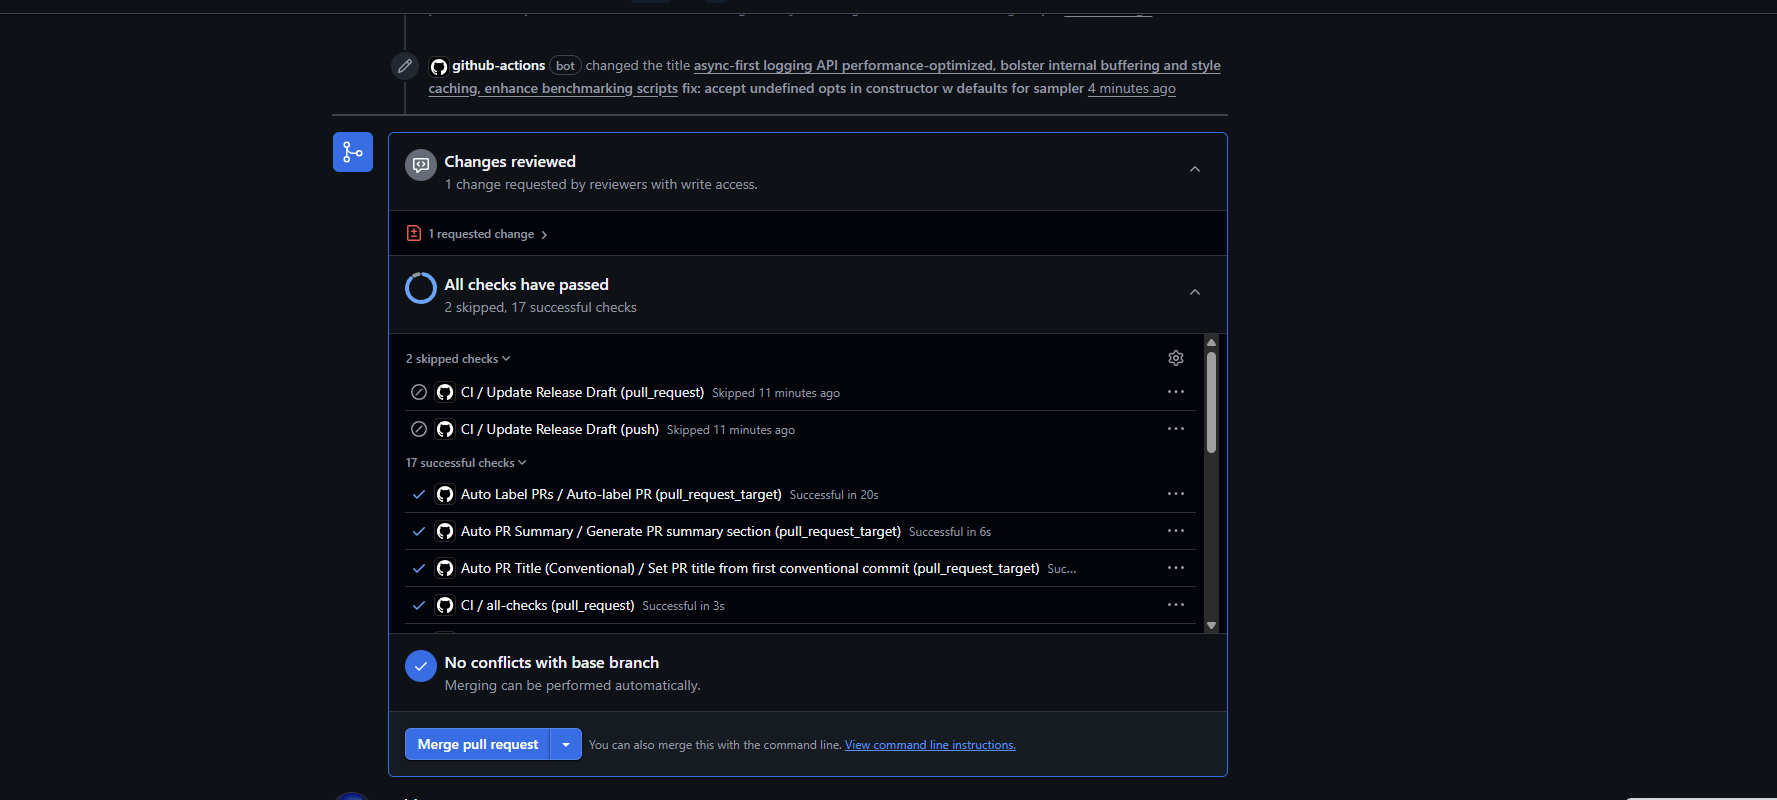 github-actions bot changed the title async-first logging API performance-optimized, bolster internal buffering and style
caching, enhance benchmarking scripts fix: accept undefined opts in constructor w defaults for sampler 4 minutes ago
Changes reviewed
1 change requested by reviewers with write access.
1 requested change
All checks have passed
2 skipped, 17 successful checks
2 skipped checks
CI / Update Release Draft (pull_request) Skipped 11 minutes ago
CI / Update Release Draft (push) Skipped 11 minutes ago
17 successful checks
Auto Label PRs / Auto-label PR (pull_request_target) Successful in 20s
Auto PR Summary / Generate PR summary section (pull_request_target) Successful in 6s
Auto PR Title (Conventional) / Set PR title from first conventional commit (pull_request_target) Suc...
CI / all-checks (pull_request) Successful in 3s
No conflicts with base branch
Merging can be performed automatically.
Merge pull request You can also merge this with the command line. View command line instructions.